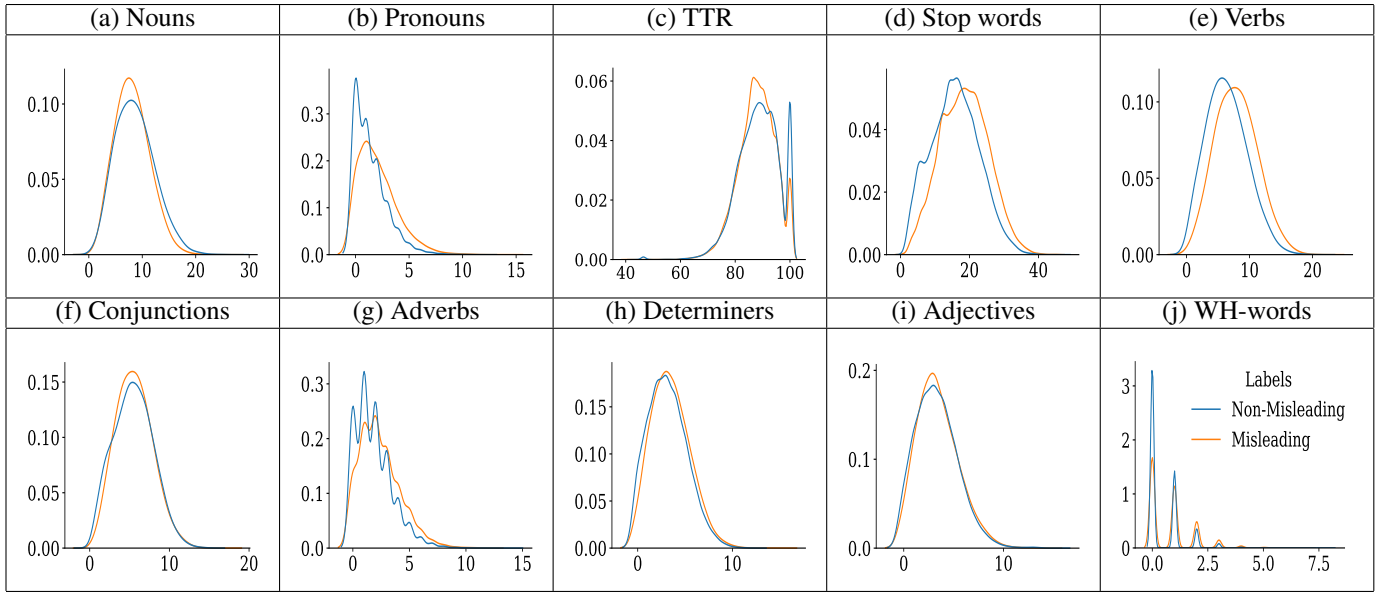 (a) Nouns (b) Pronouns (c) TTR (d) Stop words (e) Verbs
0.10
0.05
0.00
0 10 20 30
0.3
0.2
0.1
0.0
0 5 10 15
0.06
0.04
0.02
0.00
40 60 80 100
0.04
0.02
0.00
0 20 40
0.10
0.05
0.00
0 10 20
(f) Conjunctions (g) Adverbs (h) Determiners (i) Adjectives (j) WH-words
0.15
0.10
0.05
0.00
0 10 20
0.3
0.2
0.1
0.0
0 5 10 15
0.15
0.10
0.05
0.00
0 10
0.2
0.1
0.0
0 10
3
2
1
0
0.0 2.5 5.0 7.5
Labels
Non-Misleading
Misleading